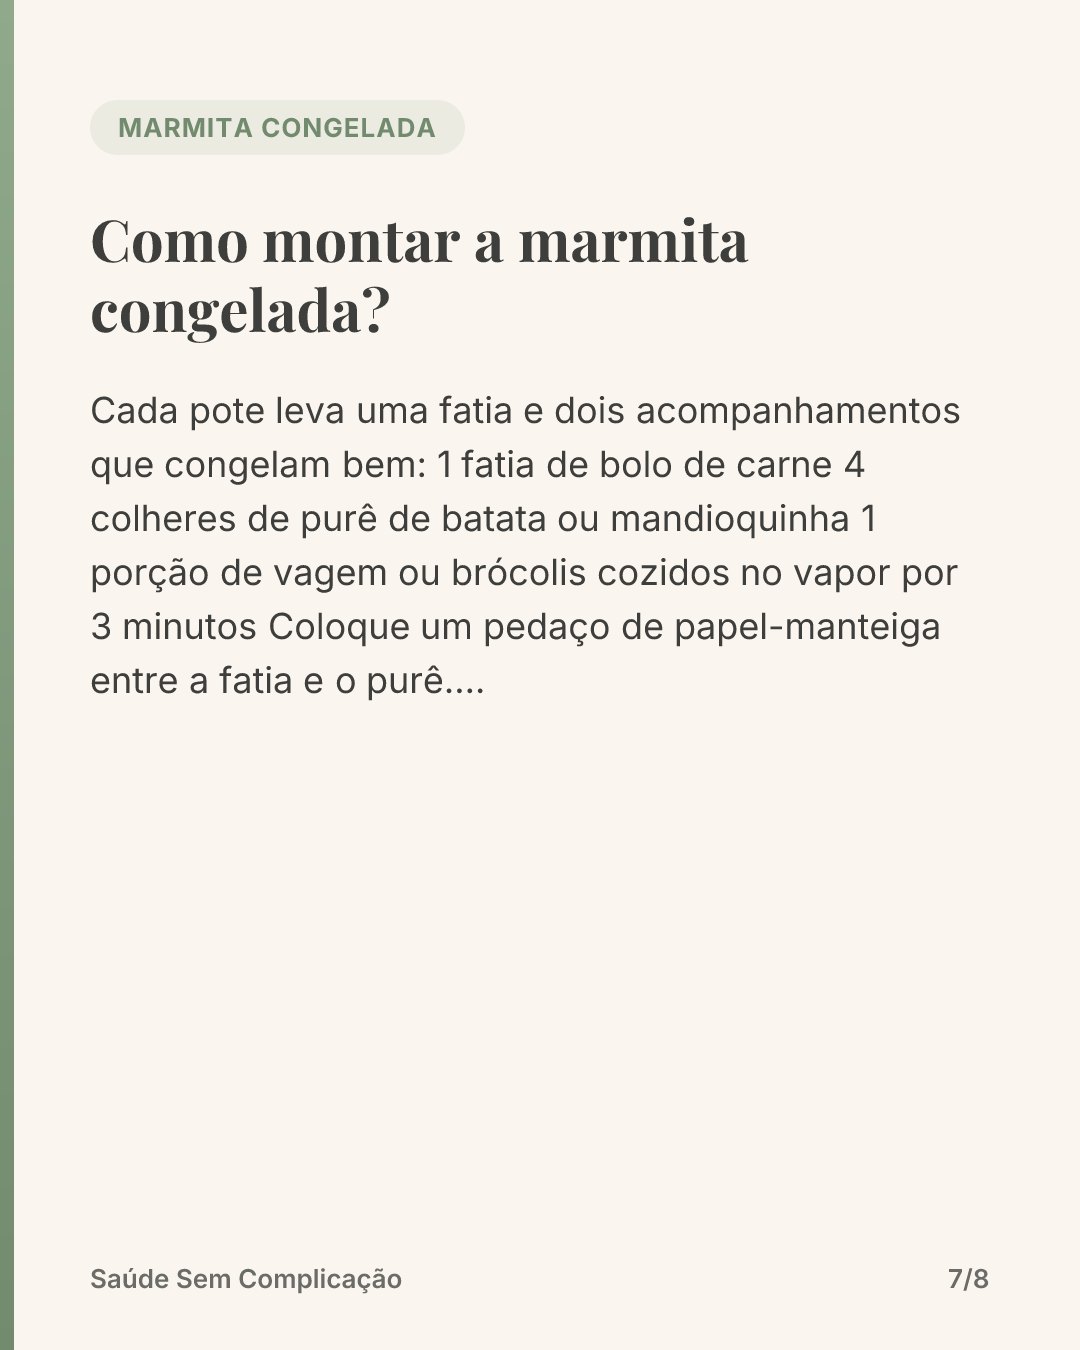 MARMITA CONGELADA
Como montar a marmita
congelada?
Cada pote leva uma fatia e dois acompanhamentos
que congelam bem: 1 fatia de bolo de carne 4
colheres de purê de batata ou mandioquinha 1
porção de vagem ou brócolis cozidos no vapor por
3 minutos Coloque um pedaço de papel-manteiga
entre a fatia e o purê....
Saúde Sem Complicação
7/8